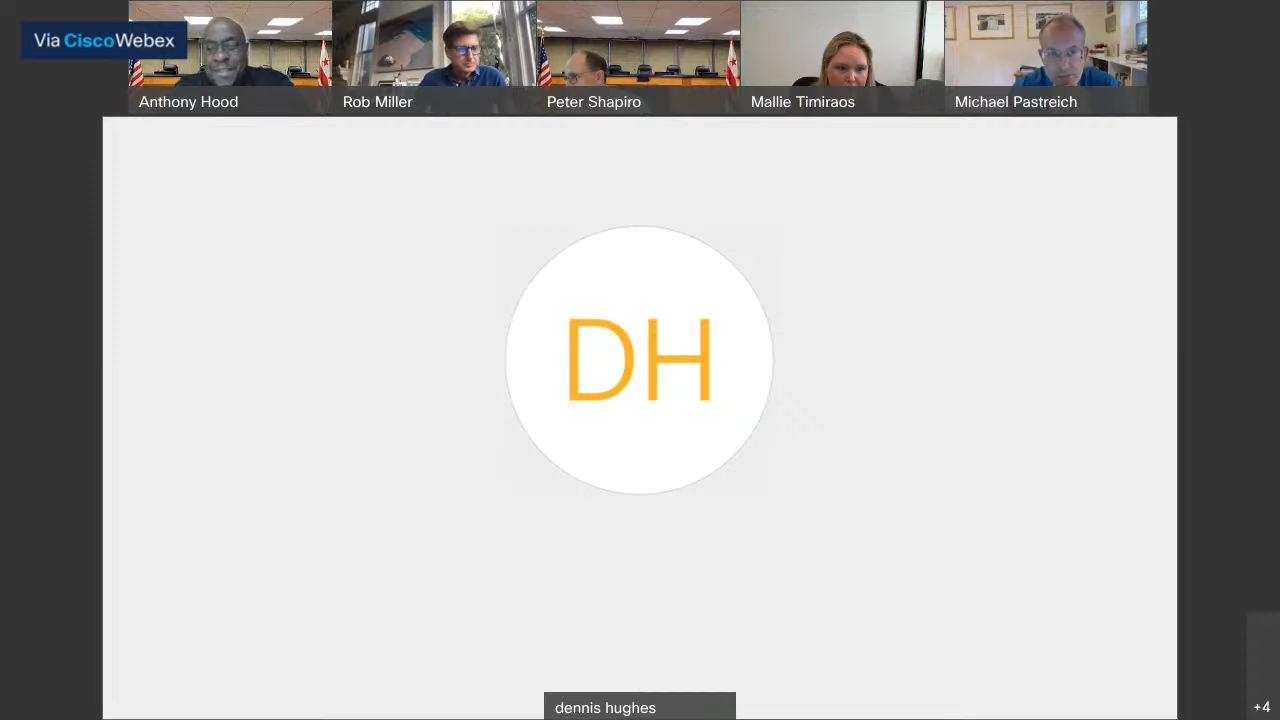 Via CiscoWebex
Anthony Hood
Rob Miller
Peter Shapiro
Mallie Timiraos
Michael Pastreich
DH
dennis hughes
+4